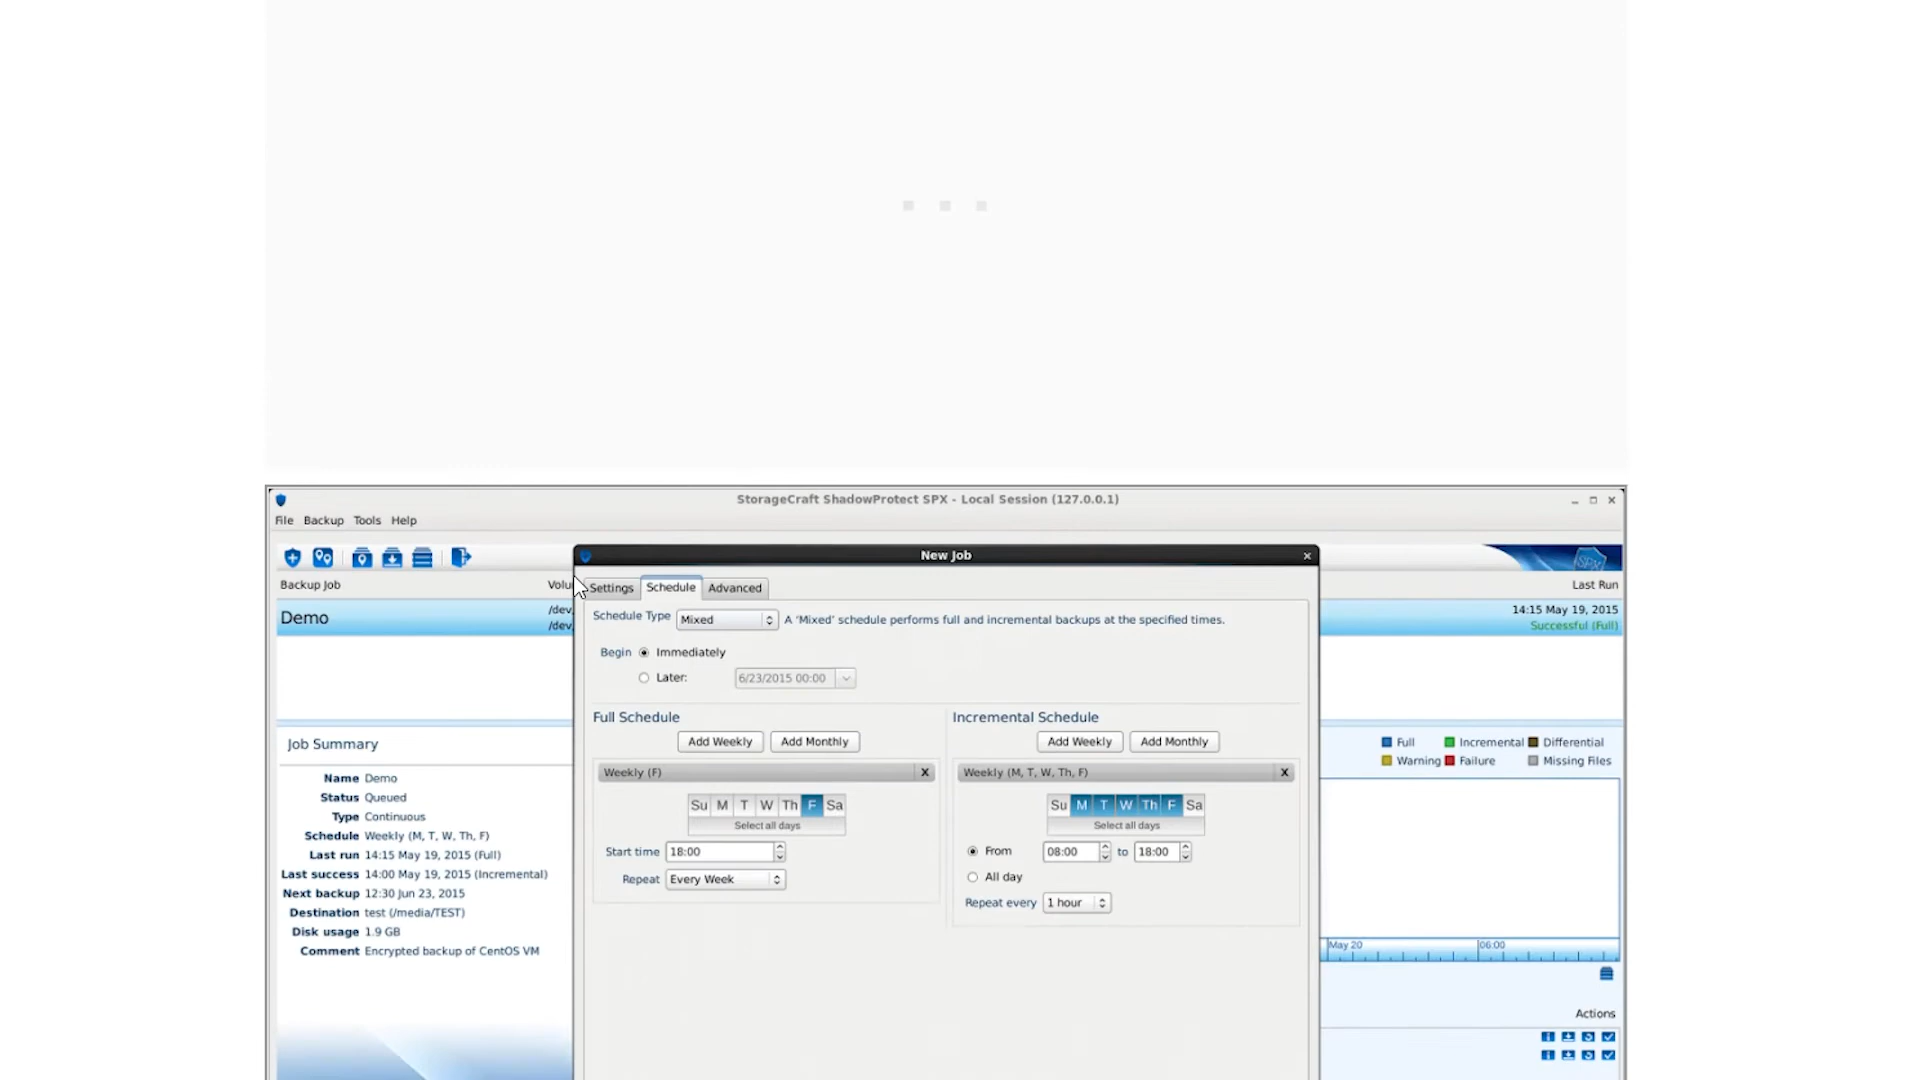 StorageCraft ShadowProtect SPX - Local Session (127.0.0.1)
File Backup Tools Help
New Job
Backup Job
Last Run
Demo
/dev,
/dev,
14:15 May 19, 2015
Successful (Full)
Settings Schedule Advanced
Schedule Type Mixed A 'Mixed' schedule performs full and incremental backups at the specified times.
Begin Immediately
Later: 6/23/2015 00:00
Full Schedule
Add Weekly Add Monthly
Weekly (F) X
Su M T W Th F Sa
Select all days
Start time 18:00
Repeat Every Week
Incremental Schedule
Add Weekly Add Monthly
Weekly (M, T, W, Th, F) X
Su M T W Th F Sa
Select all days
From 08:00 to 18:00
All day
Repeat every 1 hour
Job Summary
Name Demo
Status Queued
Type Continuous
Schedule Weekly (M, T, W, Th, F)
Last run 14:15 May 19, 2015 (Full)
Last success 14:00 May 19, 2015 (Incremental)
Next backup 12:30 Jun 23, 2015
Destination test (/media/TEST)
Disk usage 1.9 GB
Comment Encrypted backup of CentOS VM
Full Incremental Differential
Warning Failure Missing Files
May 20 06:00
Actions